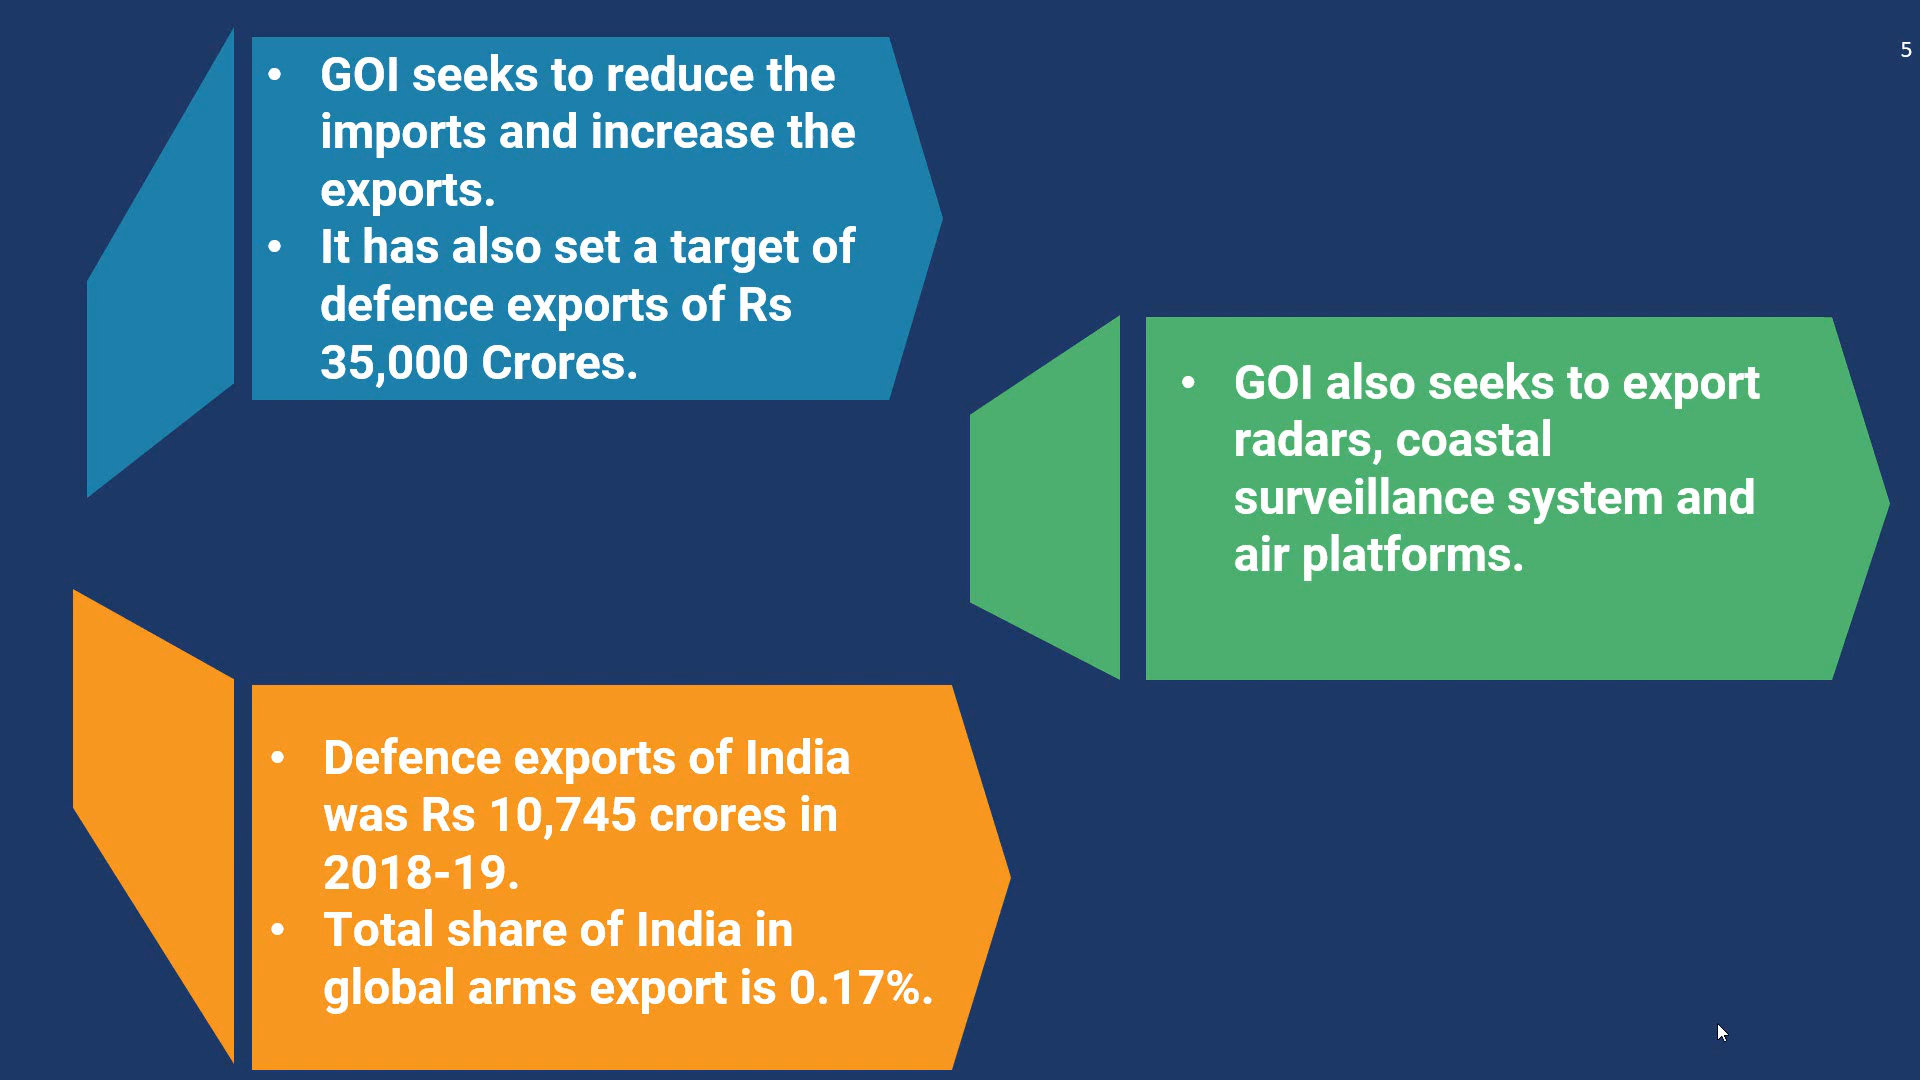 5
• GOI seeks to reduce the
imports and increase the
exports.
• It has also set a target of
defence exports of Rs
35,000 Crores.
• GOI also seeks to export
radars, coastal
surveillance system and
air platforms.
• Defence exports of India
was Rs 10,745 crores in
2018-19.
• Total share of India in
global arms export is 0.17%.